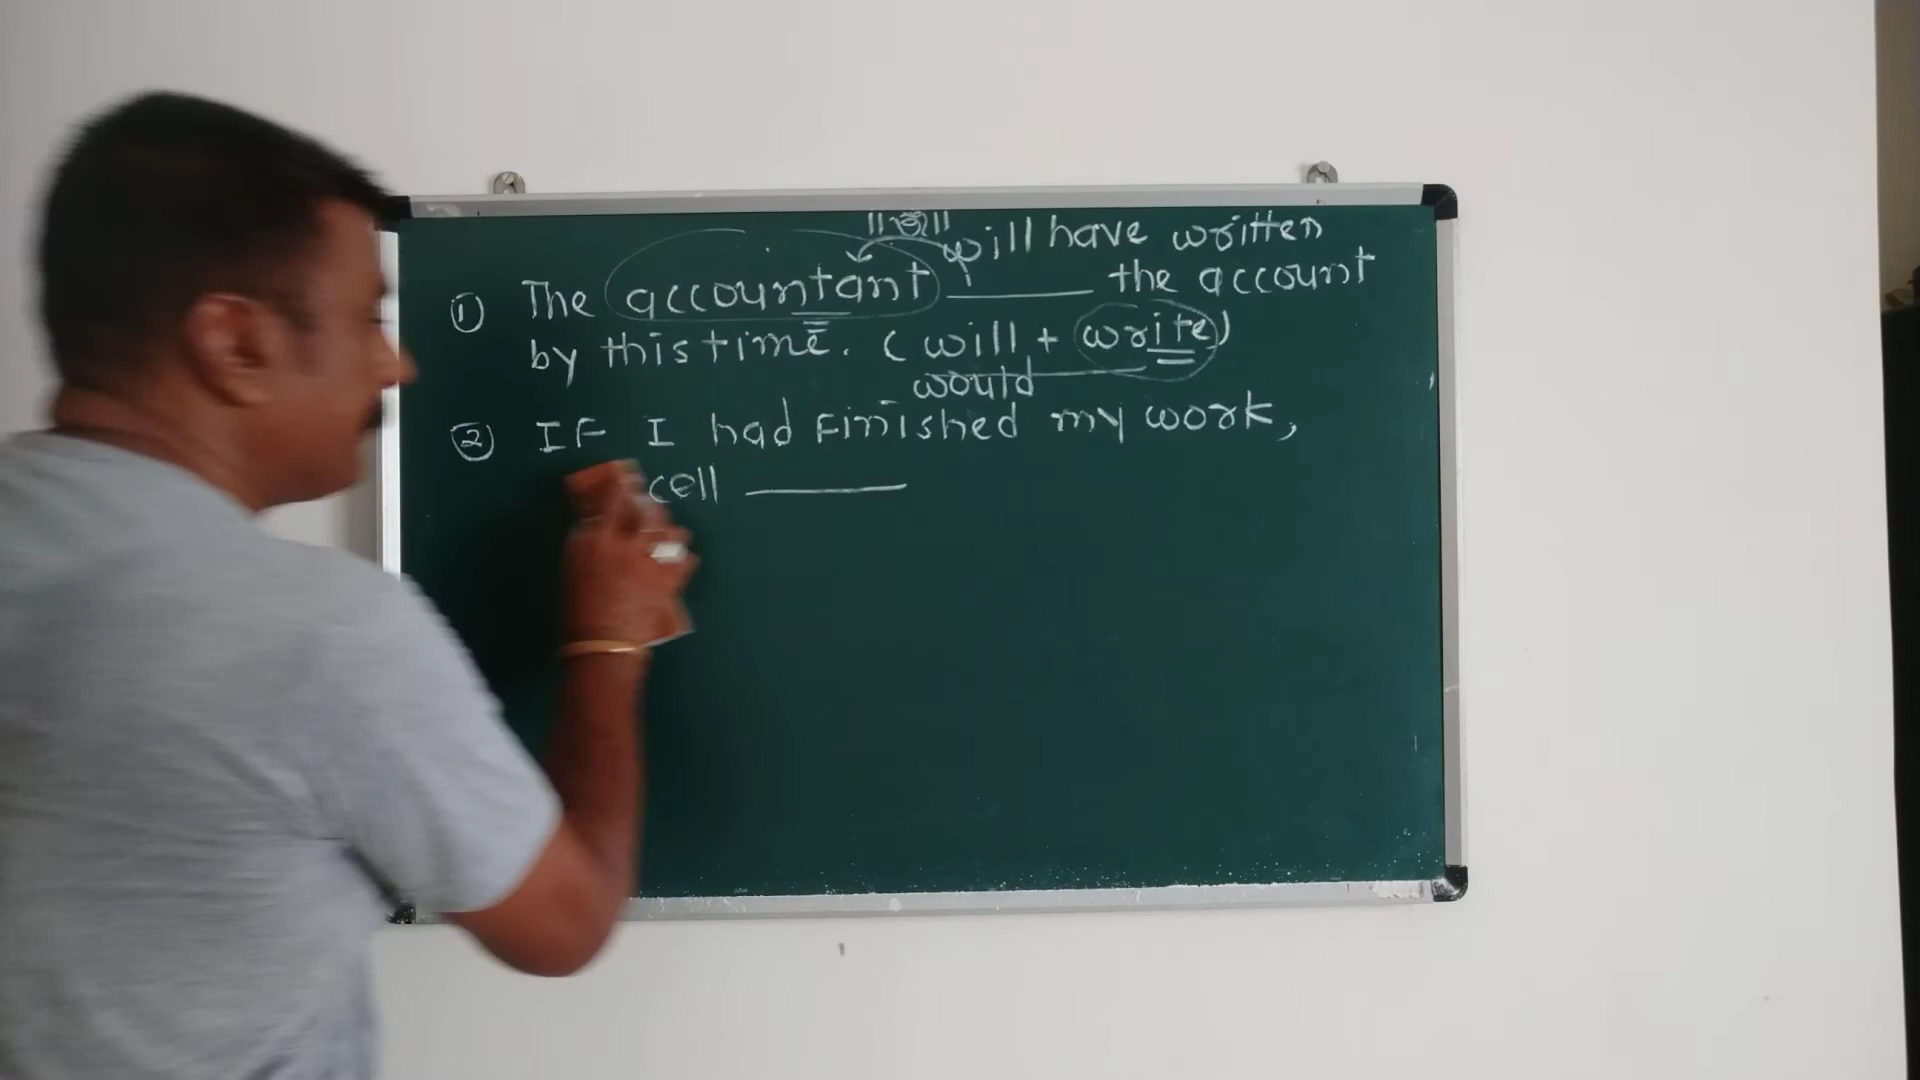 will have written
① The accountant ______ the account
by this time. (will + write)
would
② IF I had finished my work,
cell ______